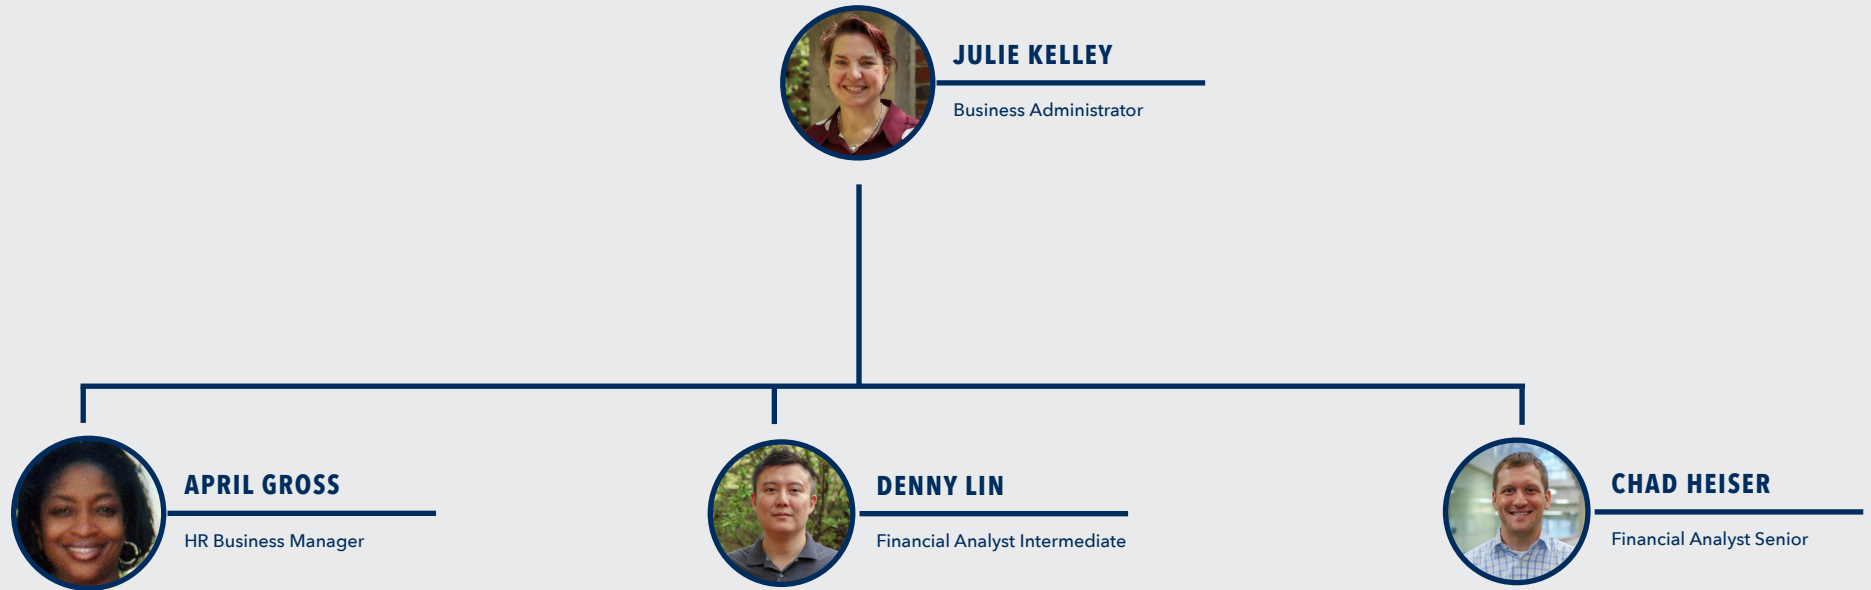 JULIE KELLEY
Business Administrator
APRIL GROSS
HR Business Manager
DENNY LIN
Financial Analyst Intermediate
CHAD HEISER
Financial Analyst Senior